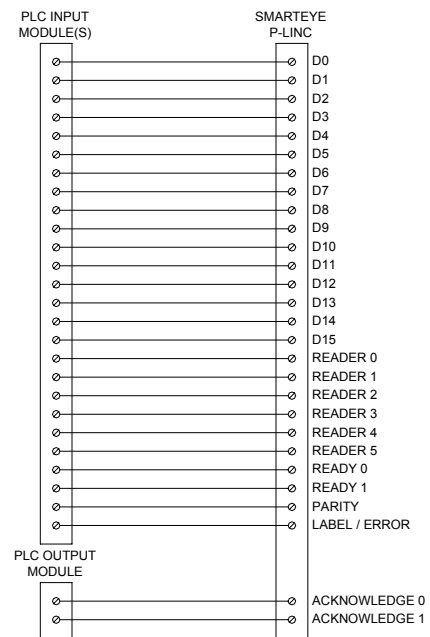 PLC INPUT
MODULE(S)
SMARTEYE
P-LINC
D0
D1
D2
D3
D4
D5
D6
D7
D8
D9
D10
D11
D12
D13
D14
D15
READER 0
READER 1
READER 2
READER 3
READER 4
READER 5
READY 0
READY 1
PARITY
LABEL / ERROR
PLC OUTPUT
MODULE
ACKNOWLEDGE 0
ACKNOWLEDGE 1